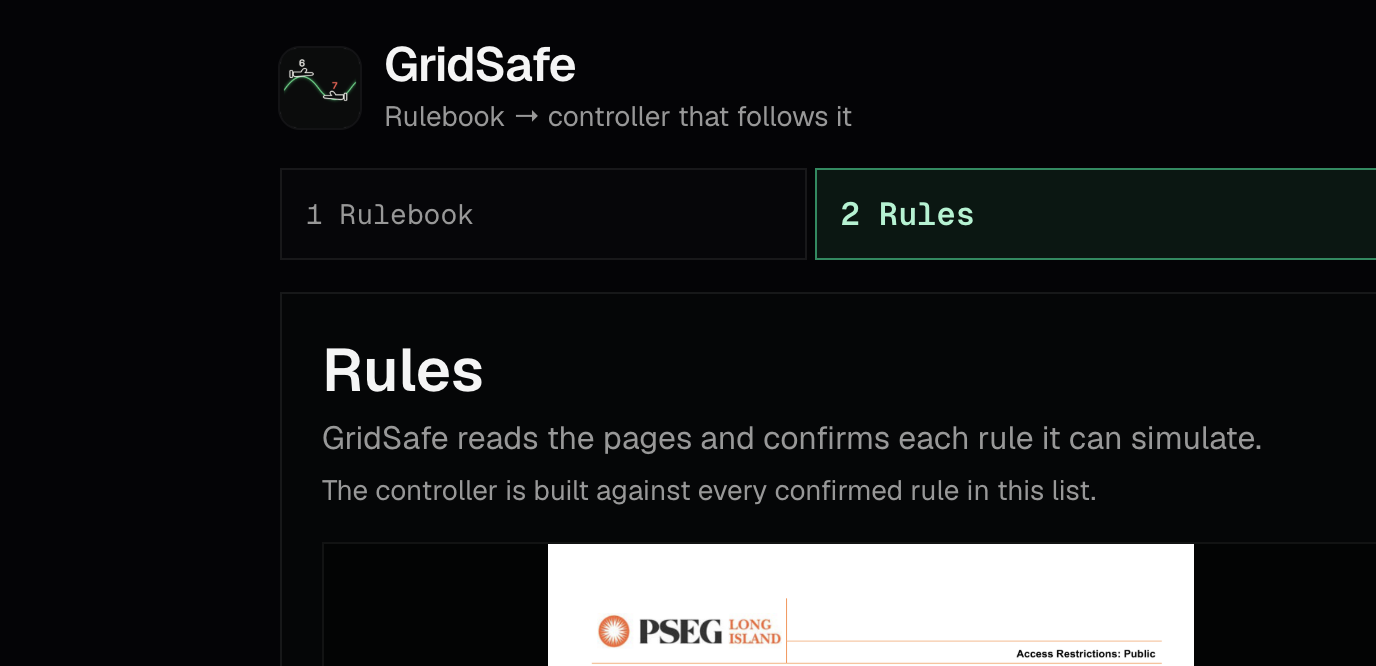 6
7
GridSafe
Rulebook → controller that follows it
1 Rulebook
2 Rules
Rules
GridSafe reads the pages and confirms each rule it can simulate.
The controller is built against every confirmed rule in this list.
PSEG LONG
ISLAND
Access Restrictions: Public